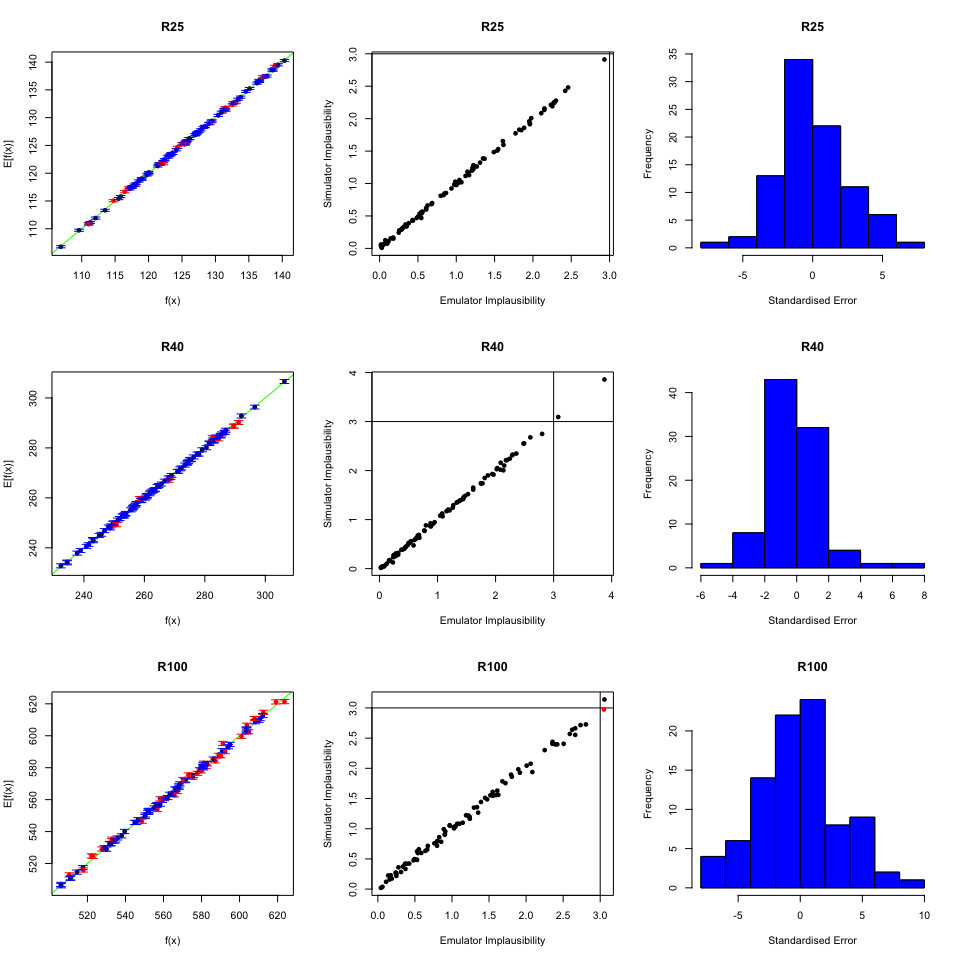 R25
E[f(x)]
110 115 120 125 130 135 140
110 115 120 125 130 135 140
f(x)
R25
Simulator Implausibility
0.0 0.5 1.0 1.5 2.0 2.5 3.0
0.0 0.5 1.0 1.5 2.0 2.5 3.0
Emulator Implausibility
R25
Frequency
0 5 10 15 20 25 30 35
-5 0 5
Standardised Error
R40
E[f(x)]
240 260 280 300
240 260 280 300
f(x)
R40
Simulator Implausibility
0 1 2 3 4
0 1 2 3 4
Emulator Implausibility
R40
Frequency
0 10 20 30 40
-6 -4 -2 0 2 4 6 8
Standardised Error
R100
E[f(x)]
520 540 560 580 600 620
520 540 560 580 600 620
f(x)
R100
Simulator Implausibility
0.0 0.5 1.0 1.5 2.0 2.5 3.0
0.0 0.5 1.0 1.5 2.0 2.5 3.0
Emulator Implausibility
R100
Frequency
0 5 10 15 20
-5 0 5 10
Standardised Error